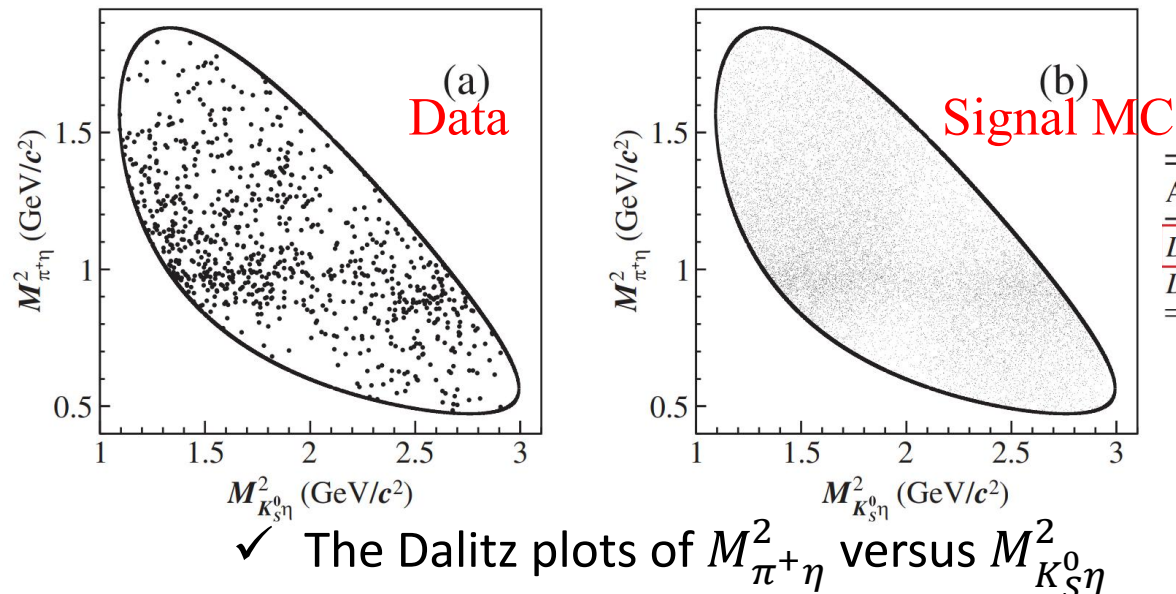 (a)
Data
1.5
1
0.5
M²π⁺η (GeV/c²)
1 1.5 2 2.5 3
M²K⁰Sη (GeV/c²)
(b)
Signal MC
1.5
1
0.5
M²π⁺η (GeV/c²)
1 1.5 2 2.5 3
M²K⁰Sη (GeV/c²)
A
✓ The Dalitz plots of M²π⁺η versus M²K⁰Sη